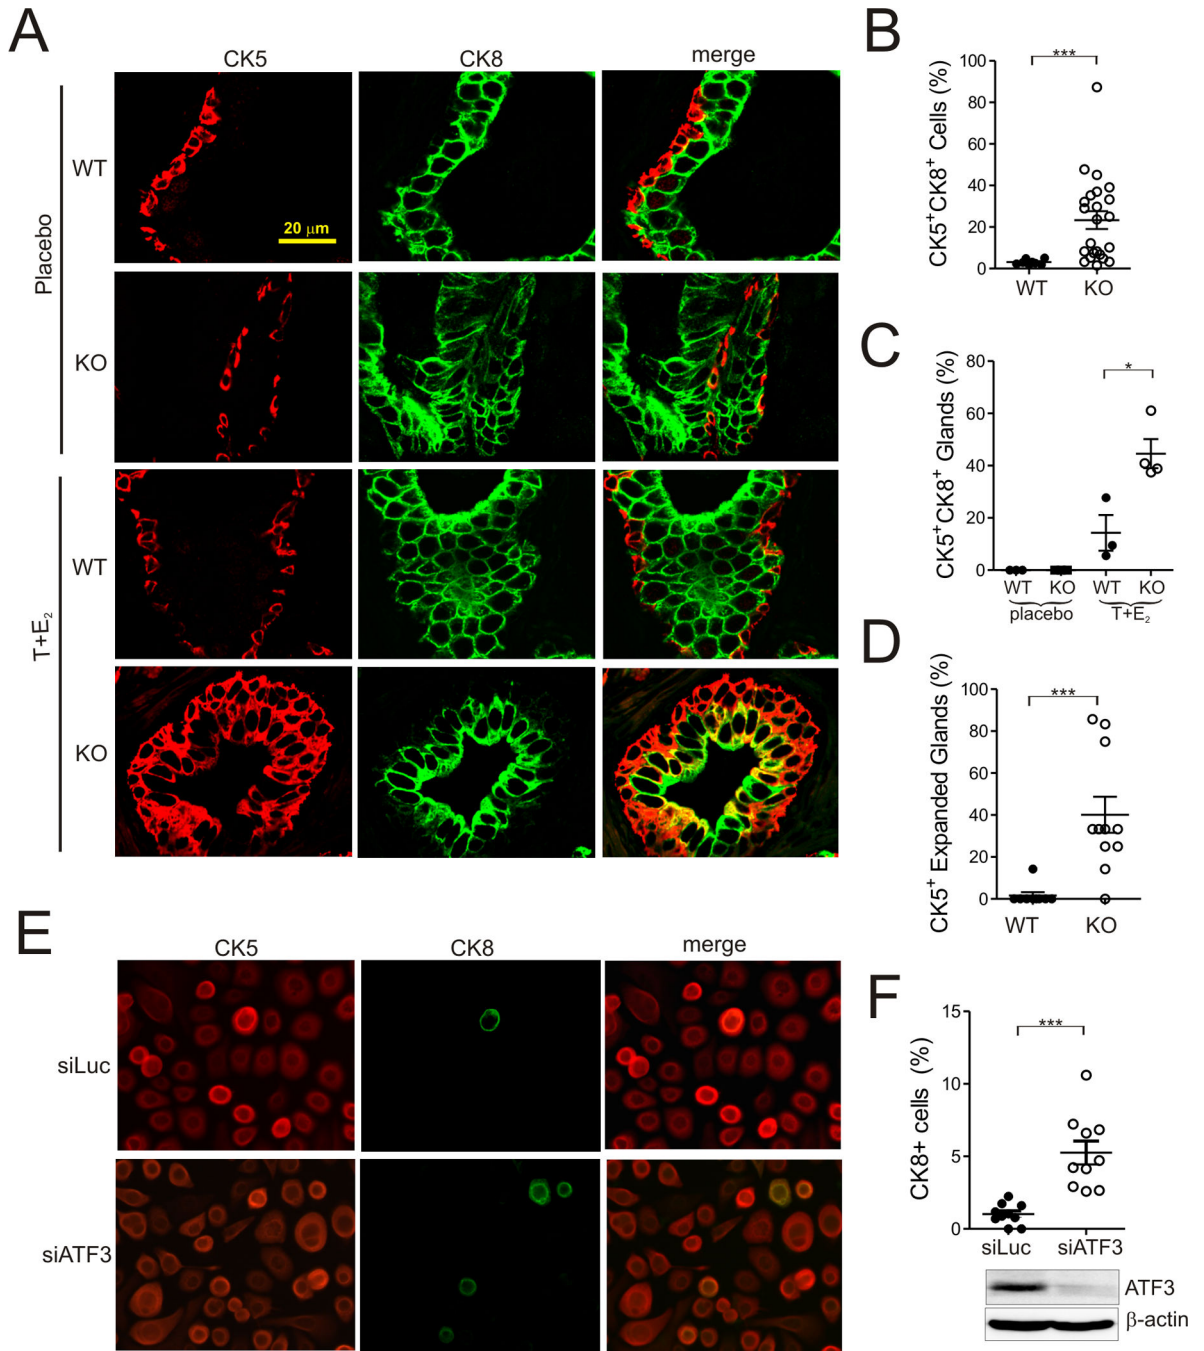 A
CK5 CK8 merge
Placebo
WT
20 μm
KO
T+E2
WT
KO
B
CK5+CK8+ Cells (%)
***
100
80
60
40
20
0
WT KO
C
CK5+CK8+ Glands (%)
*
80
60
40
20
0
WT KO WT KO
placebo T+E2
D
CK5+ Expanded Glands (%)
***
100
80
60
40
20
0
WT KO
E
CK5 CK8 merge
siLuc
siATF3
F
CK8+ cells (%)
***
15
10
5
0
siLuc siATF3
ATF3
β-actin